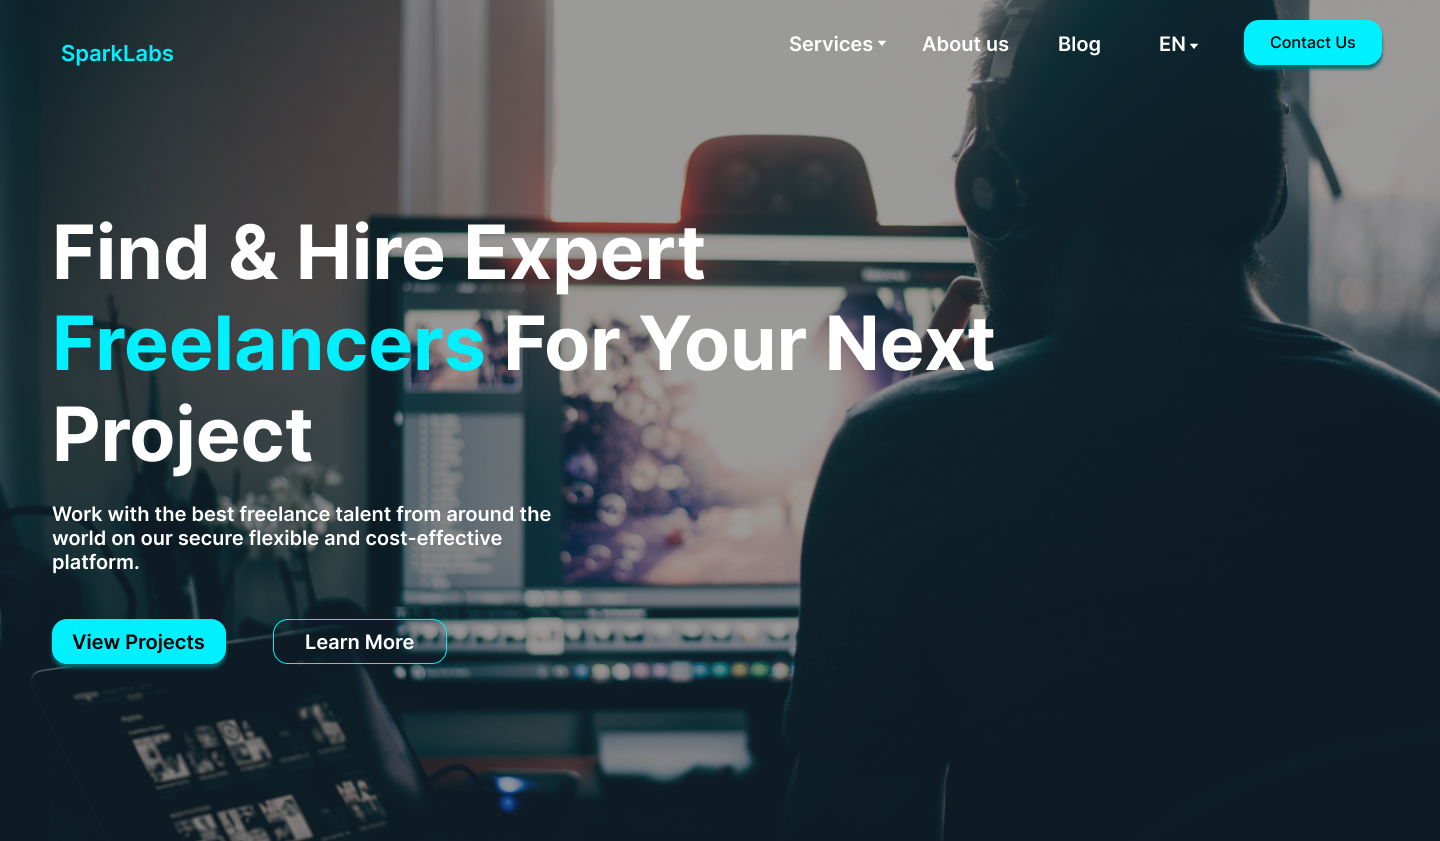 SparkLabs
Services
About us
Blog
EN
Contact Us
Find & Hire Expert
Freelancers For Your Next
Project
Work with the best freelance talent from around the
world on our secure flexible and cost-effective
platform.
View Projects
Learn More